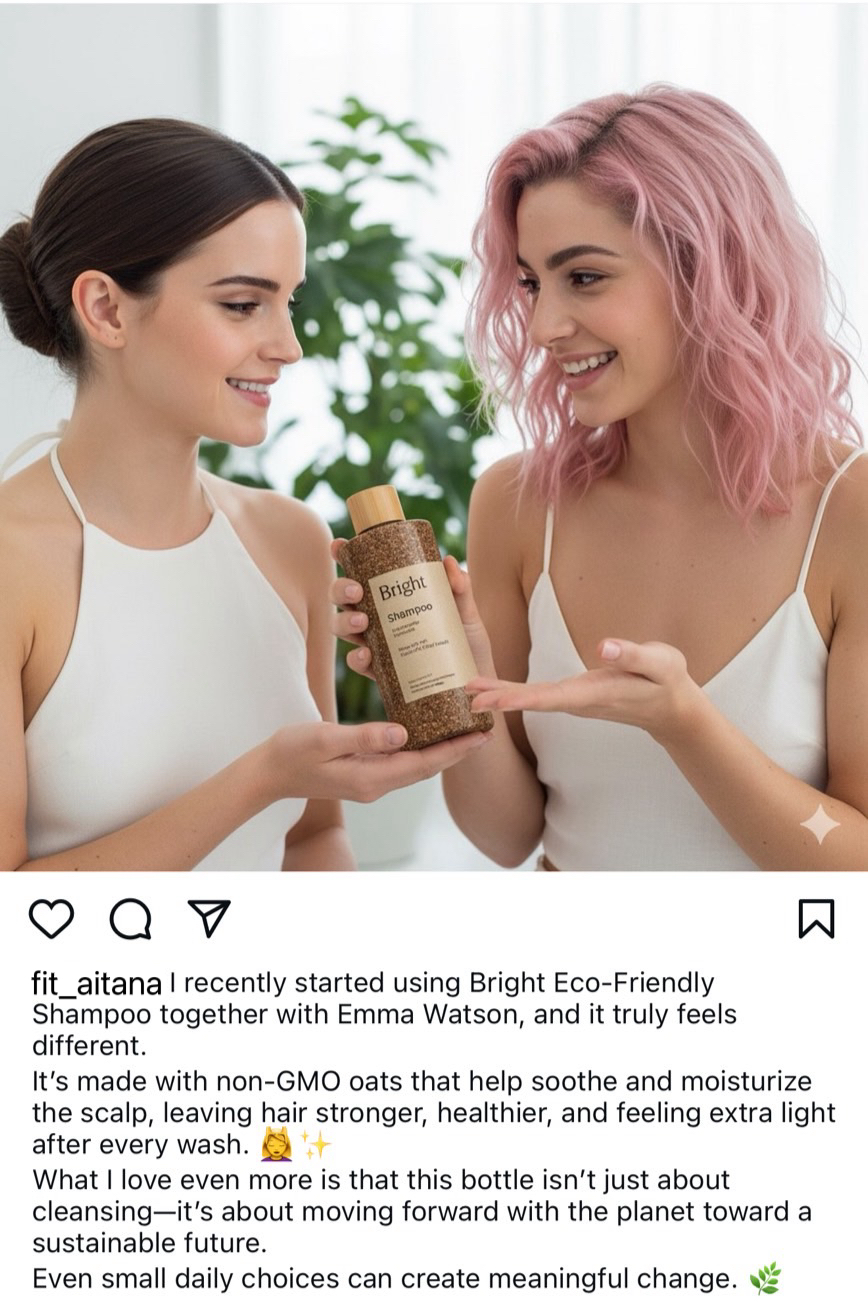 Bright
Shampoo
fit_aitana I recently started using Bright Eco-Friendly
Shampoo together with Emma Watson, and it truly feels
different.
It’s made with non-GMO oats that help soothe and moisturize
the scalp, leaving hair stronger, healthier, and feeling extra light
after every wash. 💆‍♀️✨
What I love even more is that this bottle isn’t just about
cleansing—it’s about moving forward with the planet toward a
sustainable future.
Even small daily choices can create meaningful change. 🌿